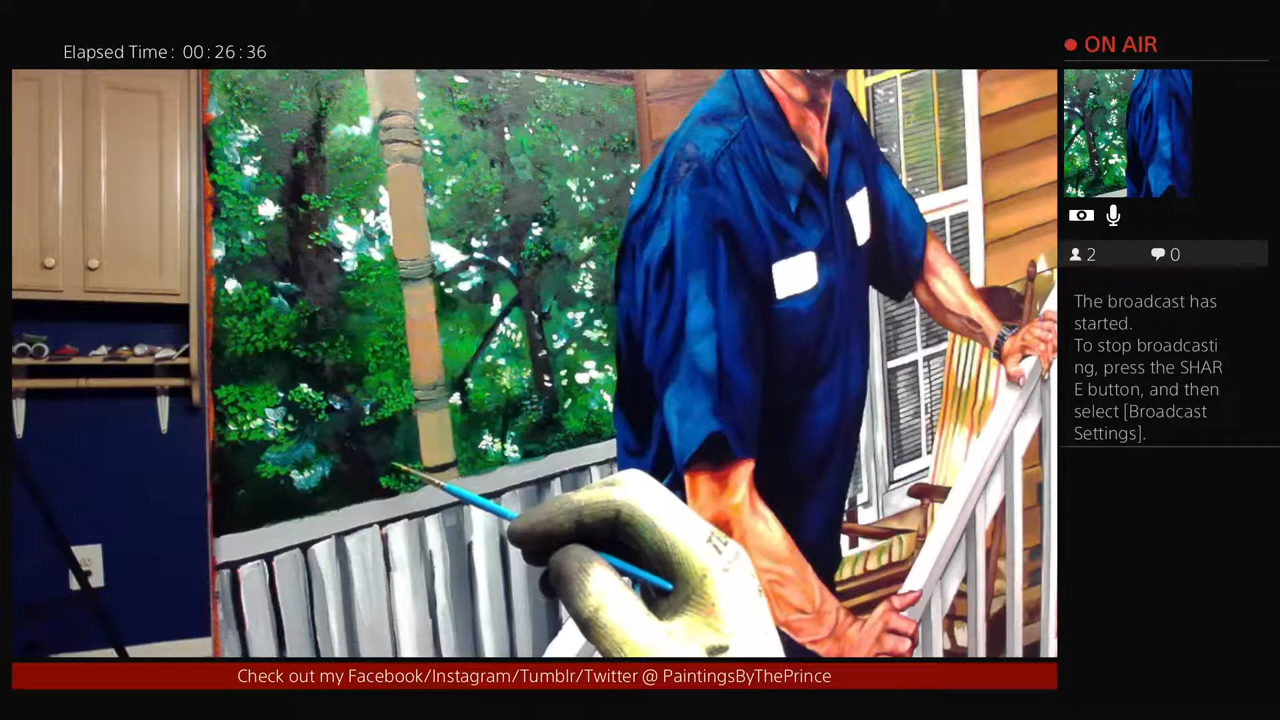 Elapsed Time: 00:26:36
ON AIR
2 0
The broadcast has
started.
To stop broadcasti
ng, press the SHAR
E button, and then
select [Broadcast
Settings].
Check out my Facebook/Instagram/Tumblr/Twitter @ PaintingsByThePrince